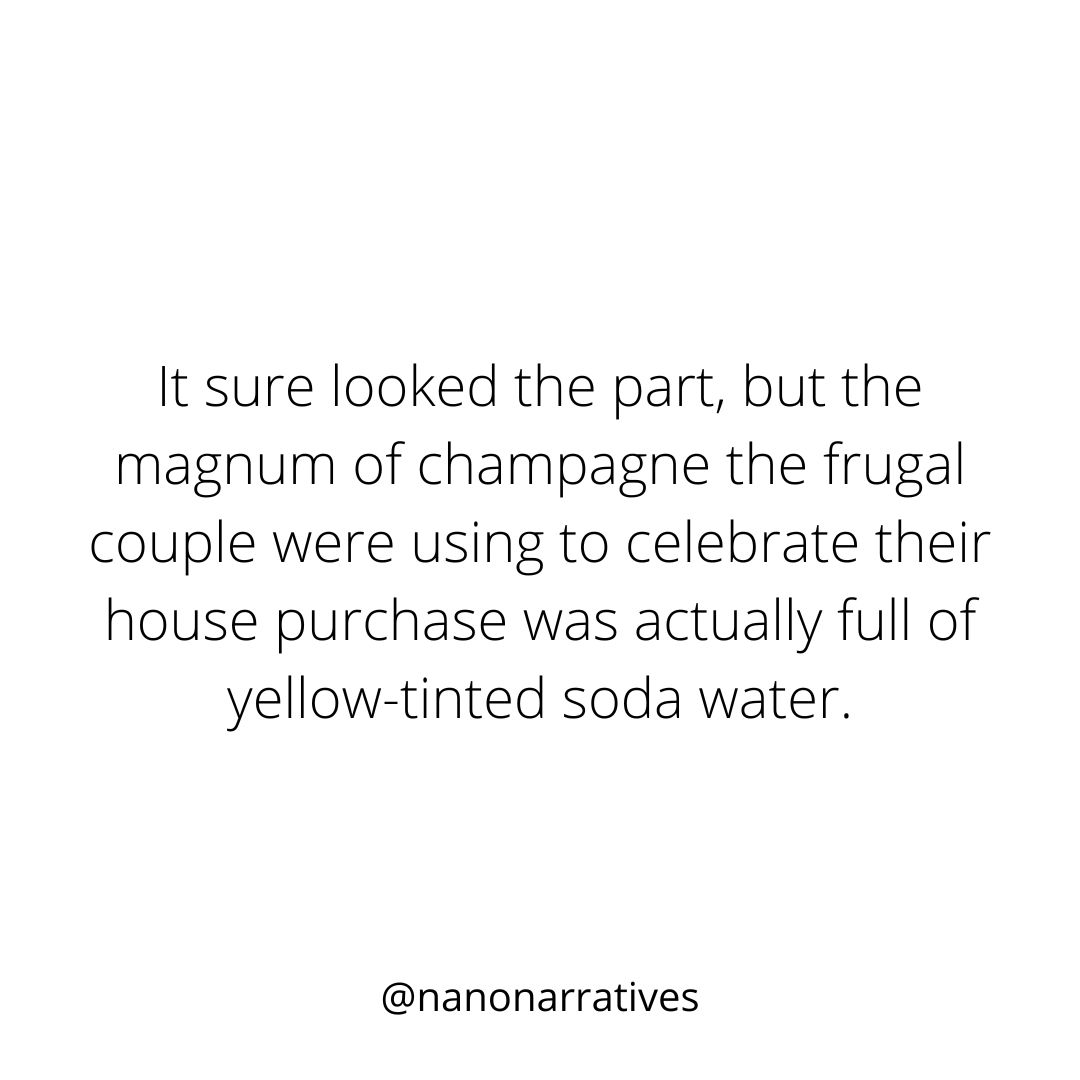 It sure looked the part, but the
magnum of champagne the frugal
couple were using to celebrate their
house purchase was actually full of
yellow-tinted soda water.
@nanonarratives